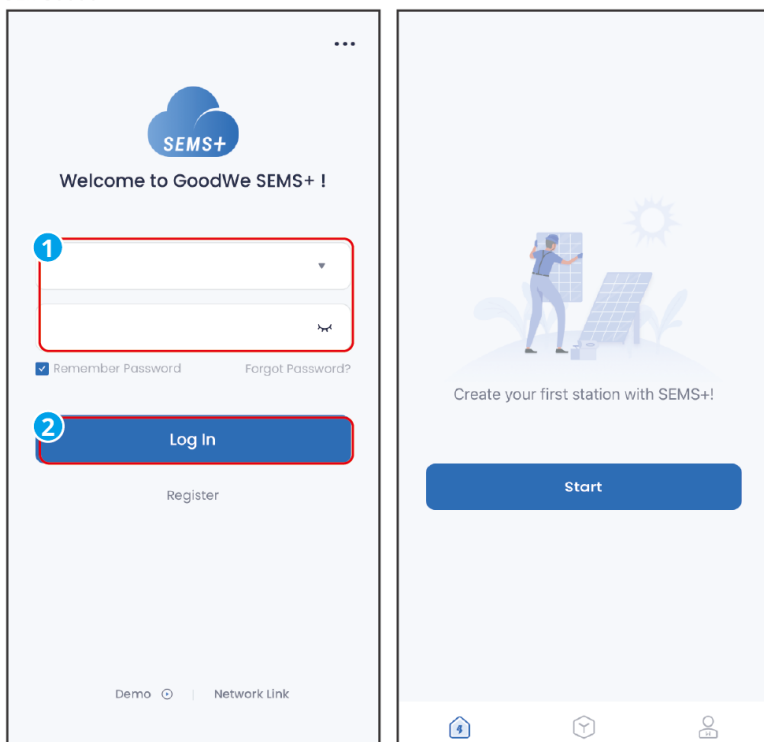 SEMS+
Welcome to GoodWe SEMS+ !
1
Remember Password
Forgot Password?
2
Log In
Register
Demo
Network Link
Create your first station with SEMS+!
Start